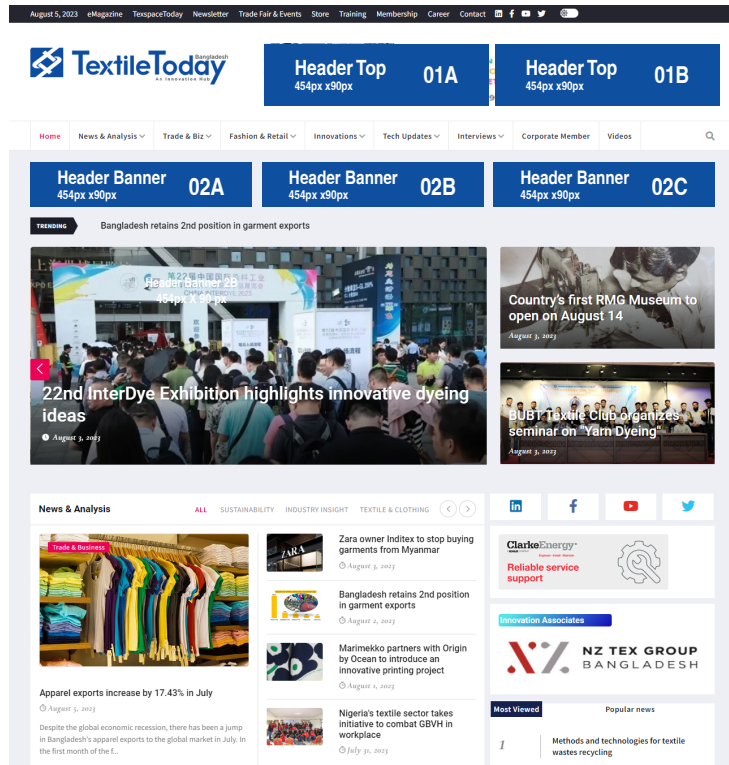 August 5, 2023 eMagazine TexspaceToday Newsletter Trade Fair & Events Store Training Membership Career Contact
Bangladesh
TextileToday
An Innovation Hub
Header Top
454px x90px
01A
Header Top
454px x90px
01B
Home News & Analysis Trade & Biz Fashion & Retail Innovations Tech Updates Interviews Corporate Member Videos
Header Banner
454px x90px
02A
Header Banner
454px x90px
02B
Header Banner
454px x90px
02C
TRENDING
Bangladesh retains 2nd position in garment exports
Header Banner 2B
454px X 90-px
22nd InterDye Exhibition highlights innovative dyeing
ideas
August 3, 2023
Country's first RMG Museum to
open on August 14
August 3, 2023
BUBT Textile Club organizes
seminar on "Yarn Dyeing"
August 3, 2023
News & Analysis
ALL SUSTAINABILITY INDUSTRY INSIGHT TEXTILE & CLOTHING
Trade & Business
Apparel exports increase by 17.43% in July
August 5, 2023
Despite the global economic recession, there has been a jump
in Bangladesh's apparel exports to the global market in July. In
the first month of the f...
ZARA
Zara owner Inditex to stop buying
garments from Myanmar
August 3, 2023
Bangladesh retains 2nd position
in garment exports
August 2, 2023
Marimekko partners with Origin
by Ocean to introduce an
innovative printing project
August 1, 2023
Nigeria's textile sector takes
initiative to combat GBVH in
workplace
July 31, 2023
ClarkeEnergy
Reliable service
support
Innovation Associates
NZ TEX GROUP
BANGLADESH
Most Viewed
Popular news
1
Methods and technologies for textile
wastes recycling